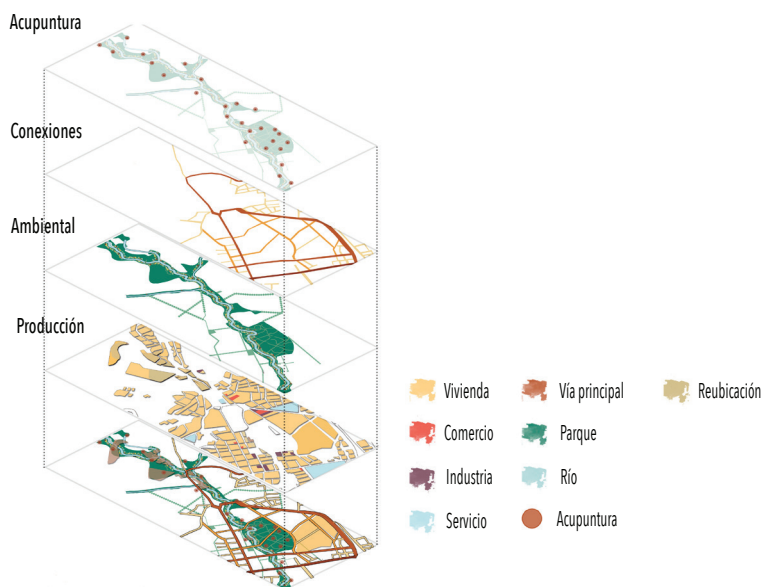 Acupuntura
Conexiones
Ambiental
Producción
Vivienda
Vía principal
Reubicación
Comercio
Parque
Industria
Río
Servicio
Acupuntura